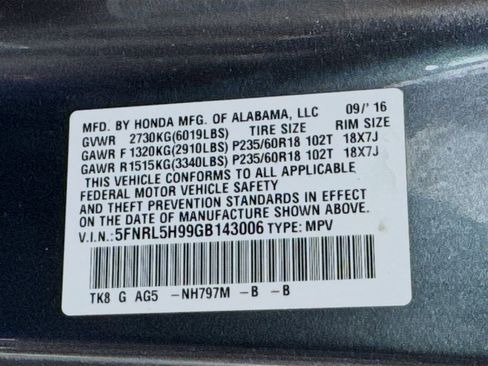 MFD. BY HONDA MFG. OF ALABAMA, LLC 09/'16
GVWR 2730KG(6019LBS) TIRE SIZE RIM SIZE
GAWR F 1320KG(2910LBS) P235/60R18 102T 18X7J
GAWR R1515KG(3340LBS) P235/60R18 102T 18X7J
THIS VEHICLE CONFORMS TO ALL APPLICABLE
FEDERAL MOTOR VEHICLE SAFETY
AND THEFT PREVENTION STANDARDS IN EFFECT
ON THE DATE OF MANUFACTURE SHOWN ABOVE.
V.I.N.: 5FNRL5H99GB143006 TYPE: MPV
TK8 G AG5 -NH797M -B -B